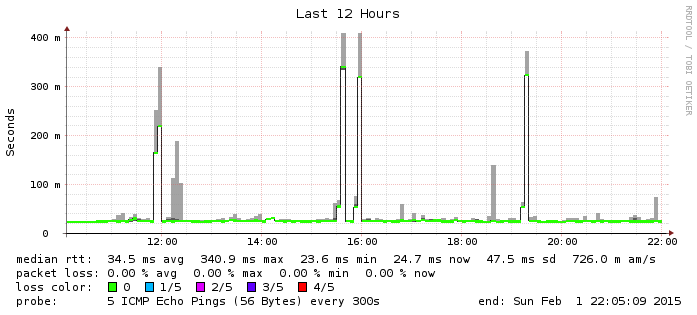 Last 12 Hours
RRDTOOL / TOBI OETIKER
Seconds
400 m
300 m
200 m
100 m
0
12:00 14:00 16:00 18:00 20:00 22:00
median rtt: 34.5 ms avg 340.9 ms max 23.6 ms min 24.7 ms now 47.5 ms sd 726.0 m am/s
packet loss: 0.00 % avg 0.00 % max 0.00 % min 0.00 % now
loss color: 0 1/5 2/5 3/5 4/5
probe: 5 ICMP Echo Pings (56 Bytes) every 300s end: Sun Feb 1 22:05:09 2015